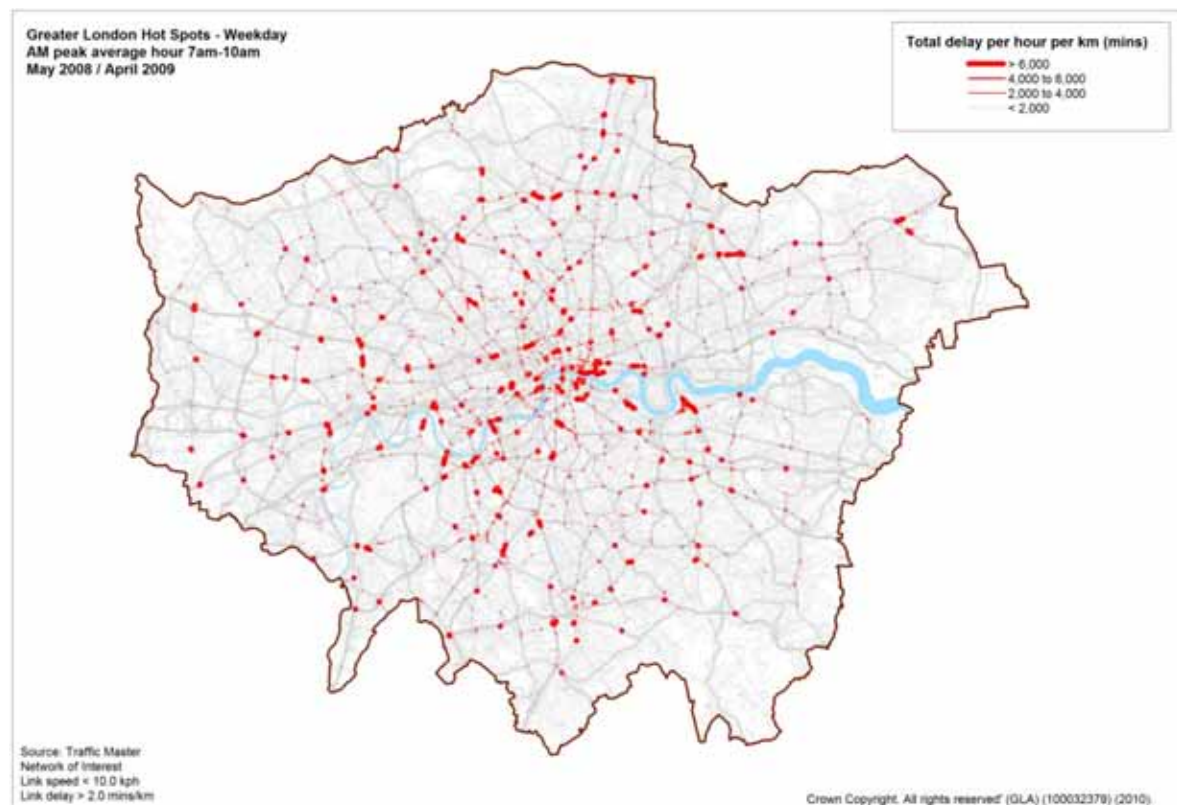 Greater London Hot Spots - Weekday
AM peak average hour 7am-10am
May 2008 / April 2009
Total delay per hour per km (mins)
> 6,000
4,000 to 6,000
2,000 to 4,000
< 2,000
Source: Traffic Master
Network of Interest
Link speed < 10.0 kph
Link delay > 2.0 mins/km
Crown Copyright. All rights reserved' (GLA) (100032379) (2010)